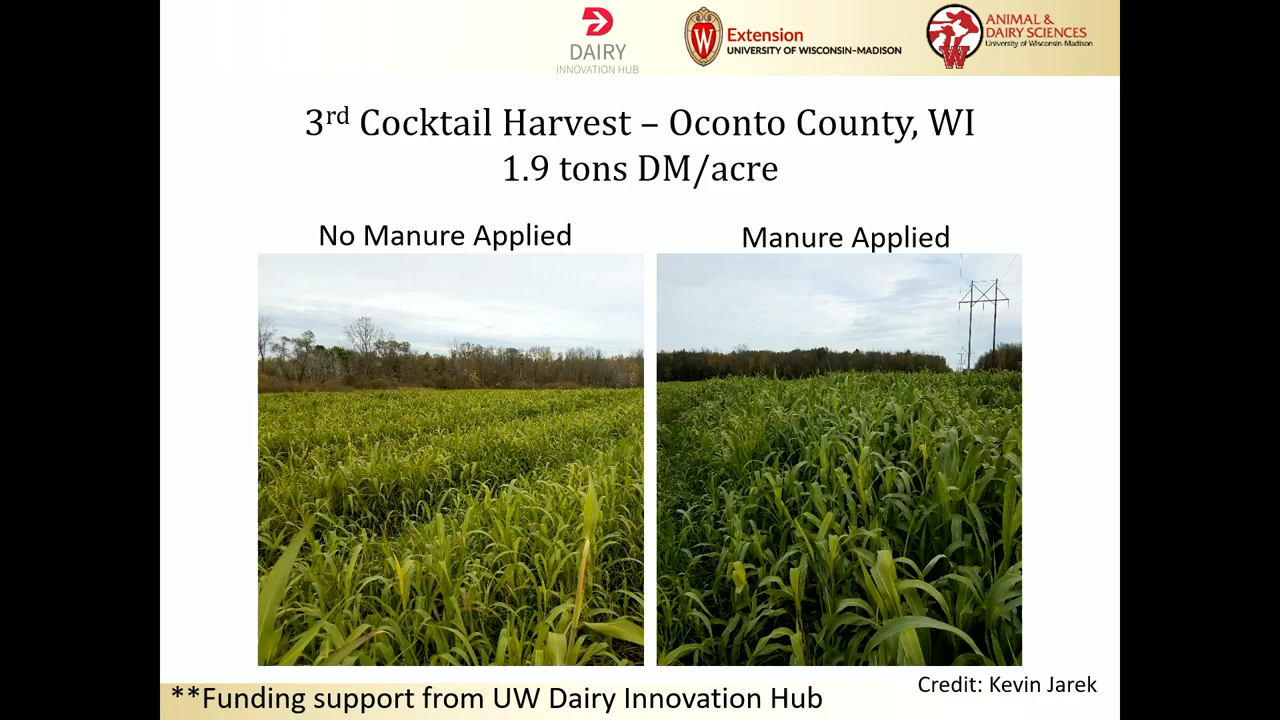 DAIRY
INNOVATION HUB
W
Extension
UNIVERSITY OF WISCONSIN–MADISON
ANIMAL &
DAIRY SCIENCES
University of Wisconsin-Madison
W
3rd Cocktail Harvest – Oconto County, WI
1.9 tons DM/acre
No Manure Applied
Manure Applied
Credit: Kevin Jarek
**Funding support from UW Dairy Innovation Hub